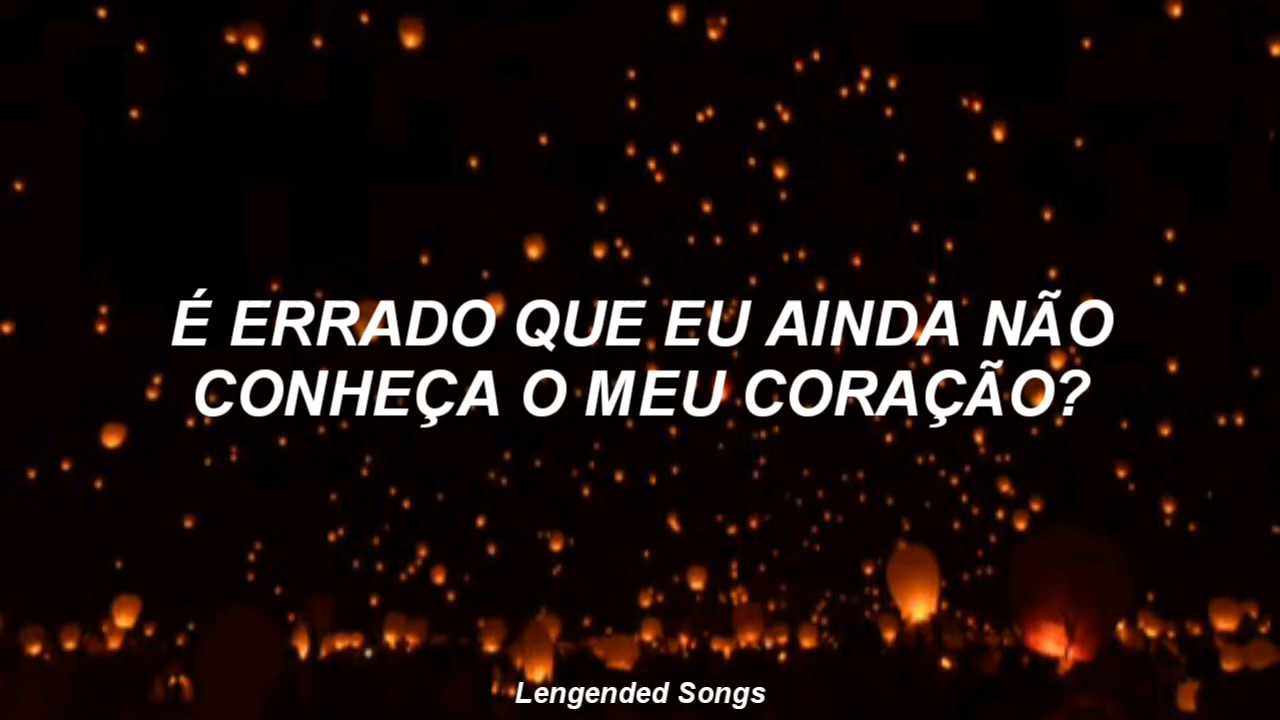 É ERRADO QUE EU AINDA NÃO
CONHEÇA O MEU CORAÇÃO?
Lengended Songs